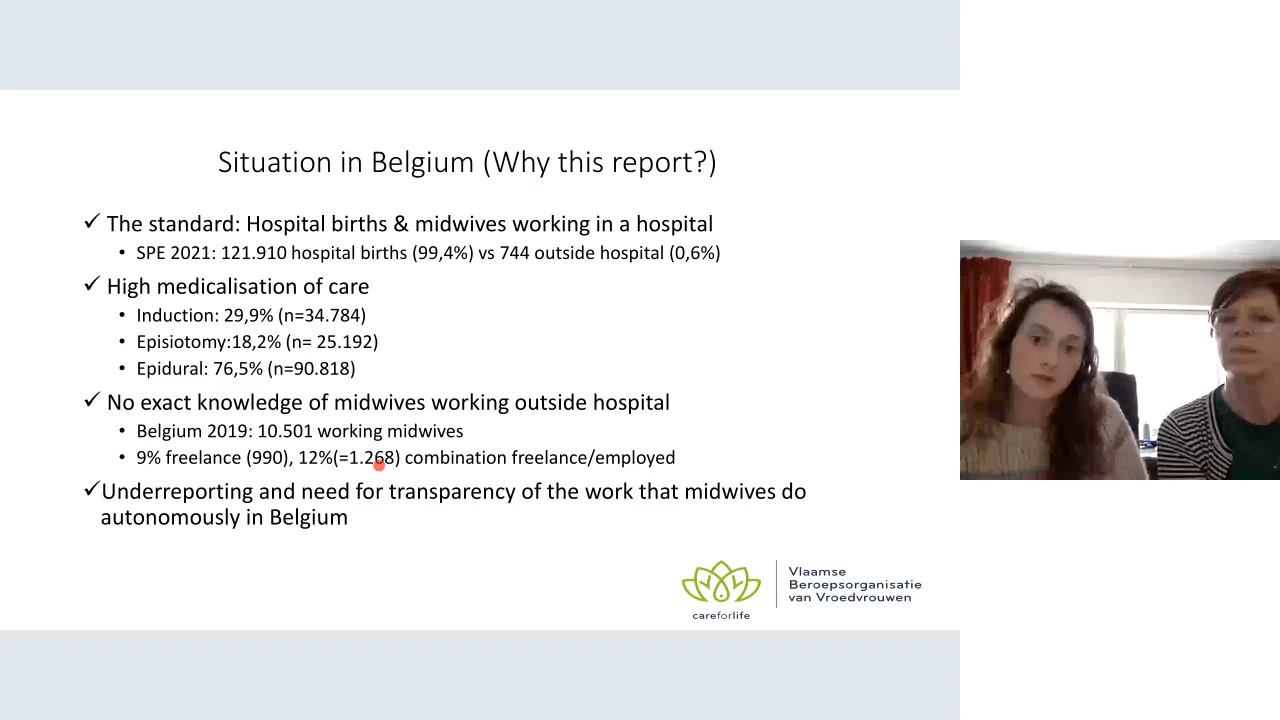 Situation in Belgium (Why this report?)
✓ The standard: Hospital births & midwives working in a hospital
• SPE 2021: 121.910 hospital births (99,4%) vs 744 outside hospital (0,6%)
✓ High medicalisation of care
• Induction: 29,9% (n=34.784)
• Episiotomy:18,2% (n= 25.192)
• Epidural: 76,5% (n=90.818)
✓ No exact knowledge of midwives working outside hospital
• Belgium 2019: 10.501 working midwives
• 9% freelance (990), 12%(=1.268) combination freelance/employed
✓Underreporting and need for transparency of the work that midwives do
autonomously in Belgium
careforlife
Vlaamse
Beroepsorganisatie
van Vroedvrouwen